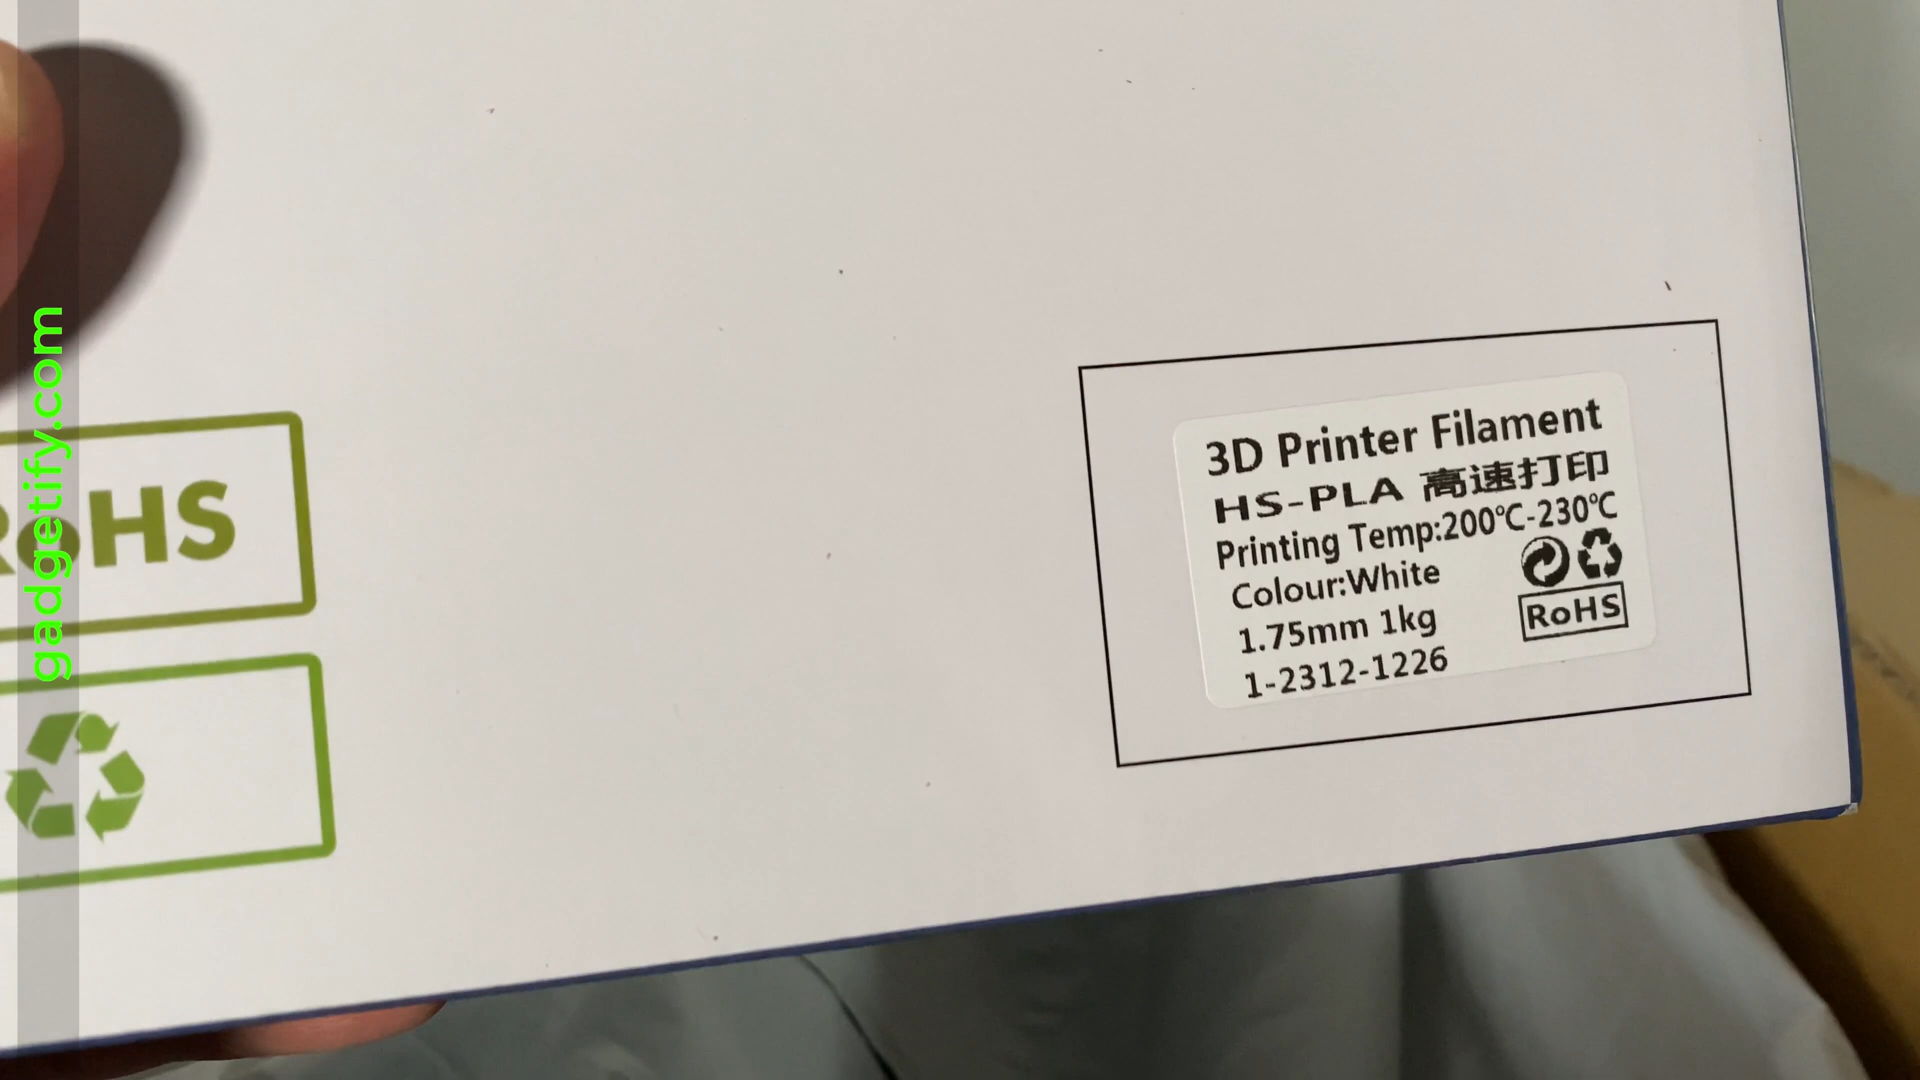 gadgetify.com
RoHS
3D Printer Filament
HS-PLA 高速打印
Printing Temp:200℃-230℃
Colour:White
1.75mm 1kg
1-2312-1226
RoHS